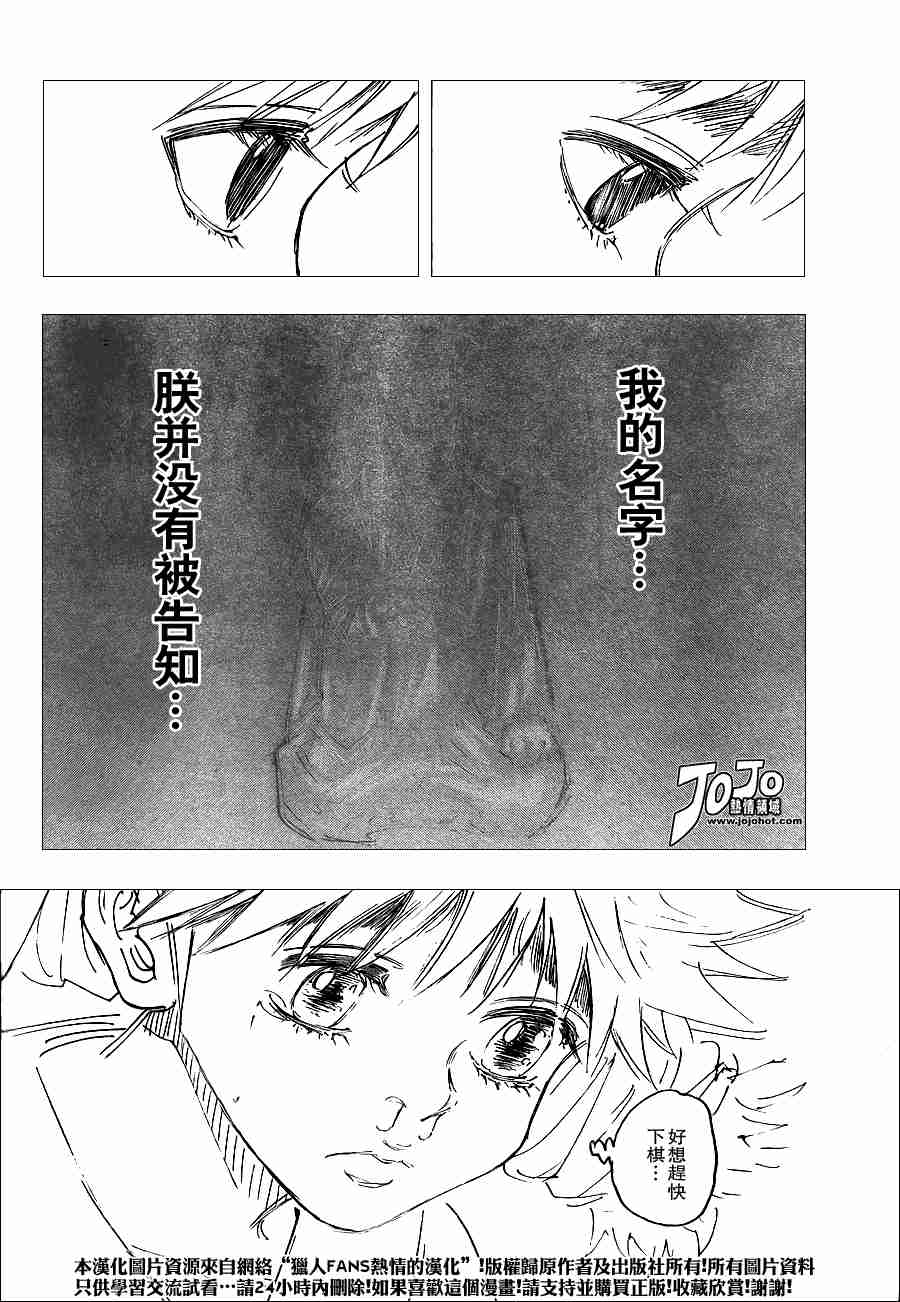 我的名字…
朕并没有被告知…
JOJO
熱情領域
www.jojohot.com
好想趕快
下棋…
本漢化圖片資源來自網絡“獵人FANS熱情的漢化”!版權歸原作者及出版社所有!所有圖片資料
只供學習交流試看…請24小時內刪除!如果喜歡這個漫畫!請支持並購買正版!收藏欣賞!謝謝!